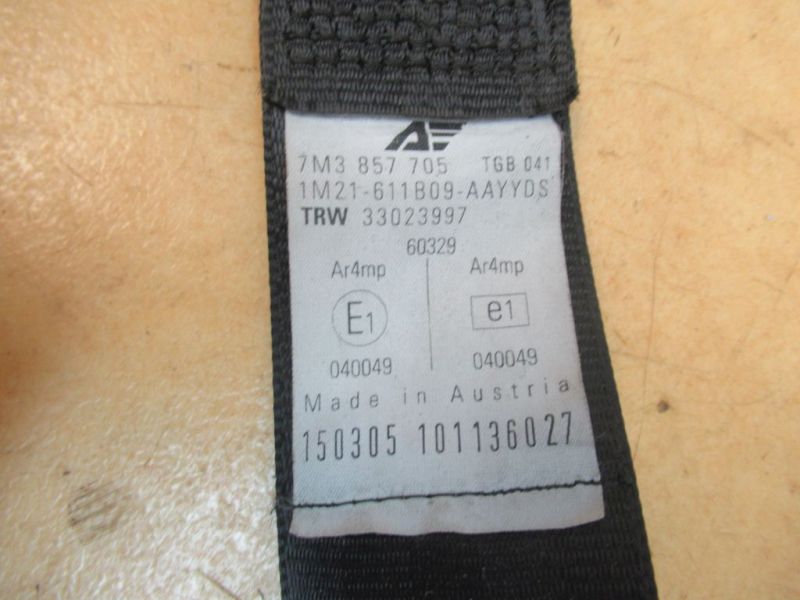 7M3 857 705 TGB 041
1M21-611B09-AAYYDS
TRW 33023997
60329
Ar4mp Ar4mp
E1 e1
040049 040049
Made in Austria
150305 101136027